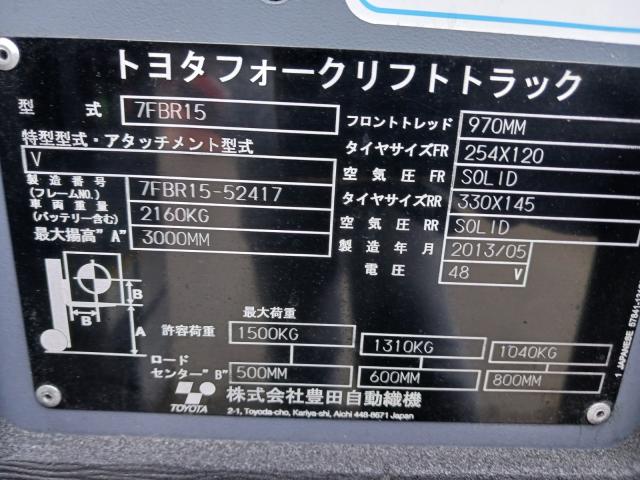 トヨタフォークリフトトラック
型 式 7FBR15
特型型式・アタッチメント型式
V
製造番号
(フレームNO.) 7FBR15-52417
車両重量
(バッテリー含む) 2160KG
最大揚高"A" 3000MM
フロントトレッド 970MM
タイヤサイズFR 254X120
空気圧FR SOLID
タイヤサイズRR 330X145
空気圧RR SOLID
製造年月 2013/05
電圧 48 V
B
B
A
最大荷重
許容荷重 1500KG 1310KG 1040KG
ロード
センター"B" 500MM 600MM 800MM
TOYOTA
株式会社豊田自動織機
2-1, Toyoda-cho, Kariya-shi, Aichi 448-8671 Japan
1 JAPANESE